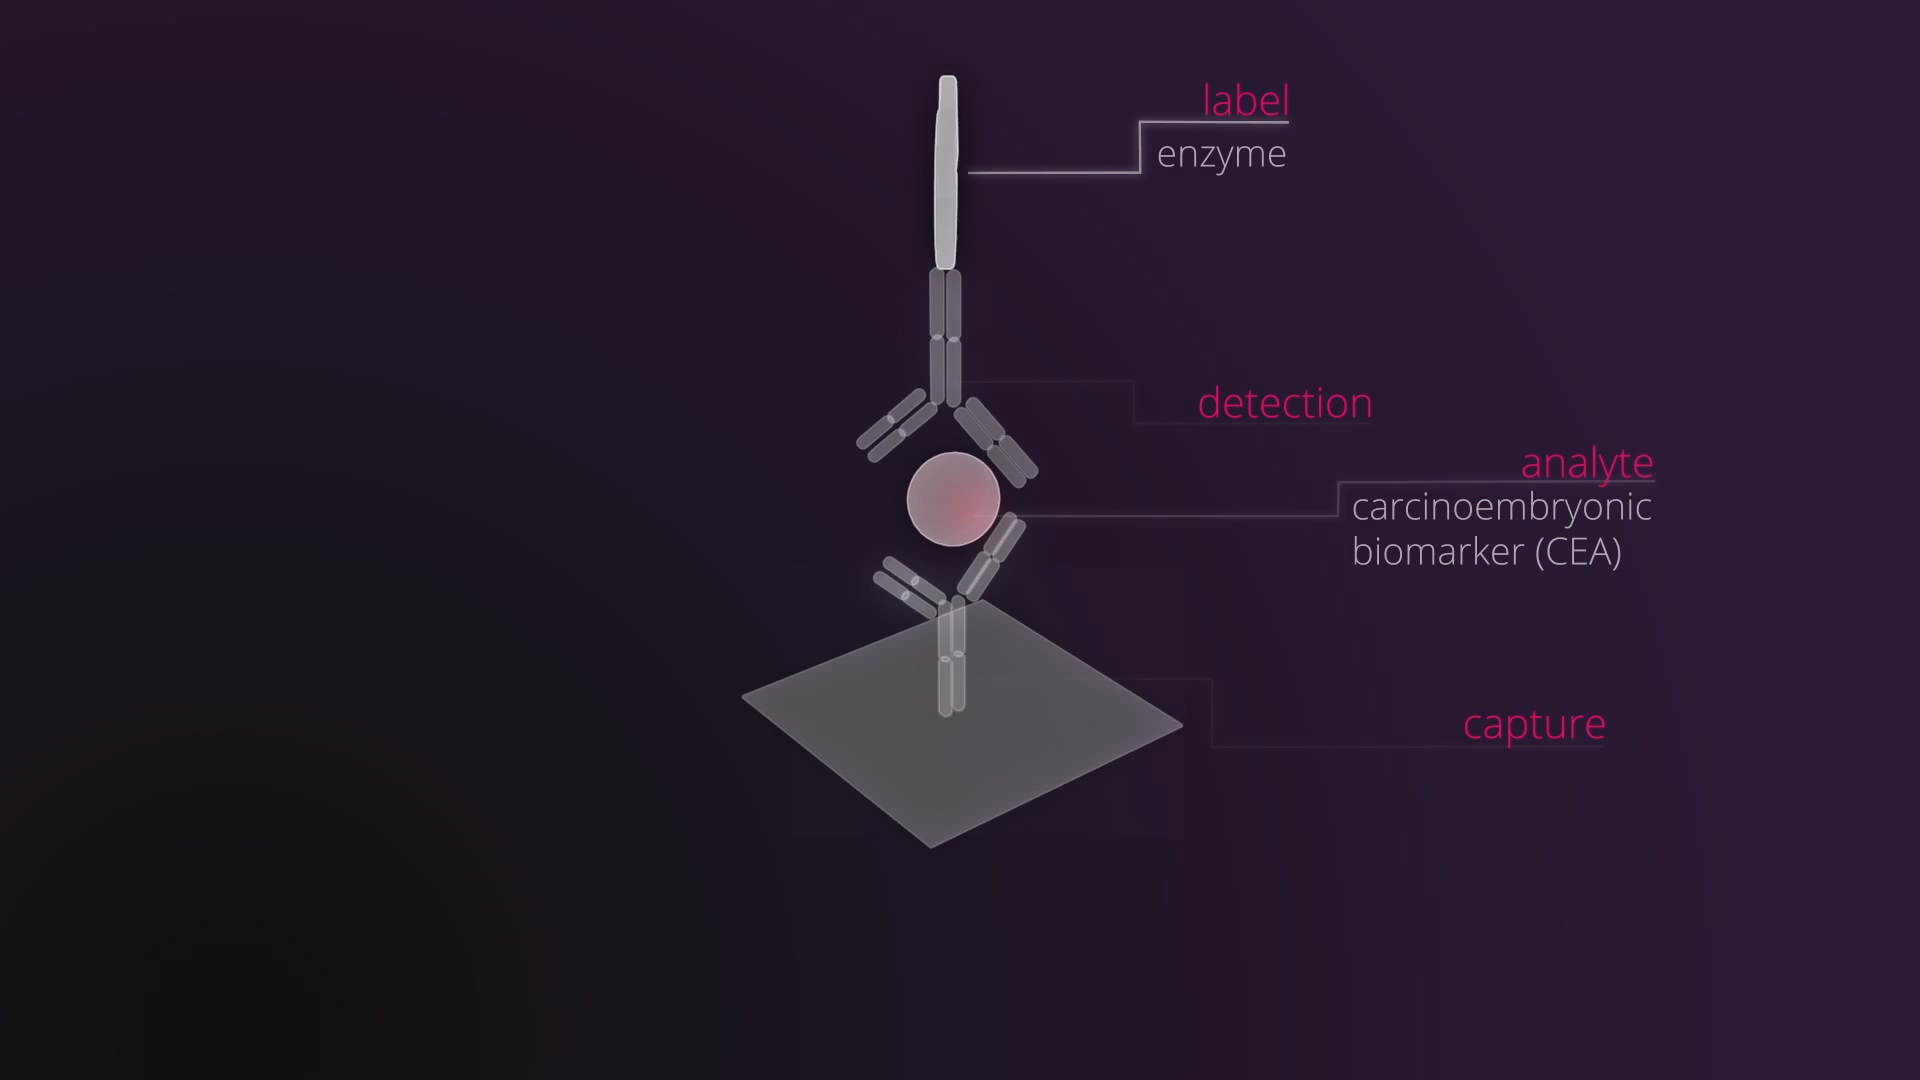 label
enzyme
detection
analyte
carcinoembryonic
biomarker (CEA)
capture